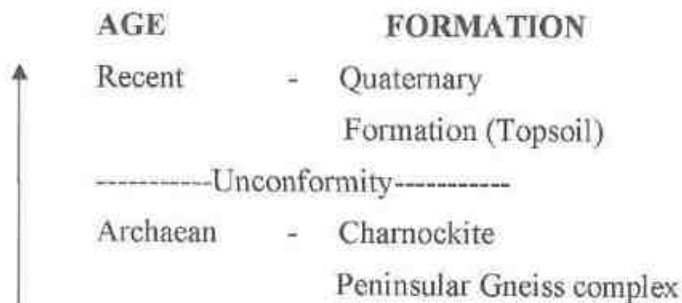 AGE FORMATION
Recent - Quaternary
Formation (Topsoil)
-----------Unconformity-----------
Archaean - Charnockite
Peninsular Gneiss complex